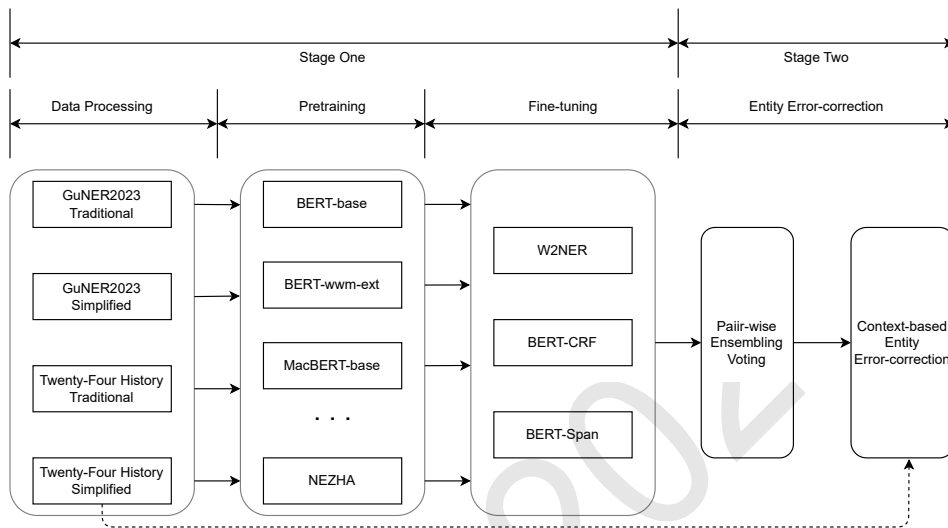 Stage One
Stage Two
Data Processing
Pretraining
Fine-tuning
Entity Error-correction
GuNER2023
Traditional
GuNER2023
Simplified
Twenty-Four History
Traditional
Twenty-Four History
Simplified
BERT-base
BERT-wwm-ext
MacBERT-base
. . .
NEZHA
W2NER
BERT-CRF
BERT-Span
Paiir-wise
Ensembling
Voting
Context-based
Entity
Error-correction